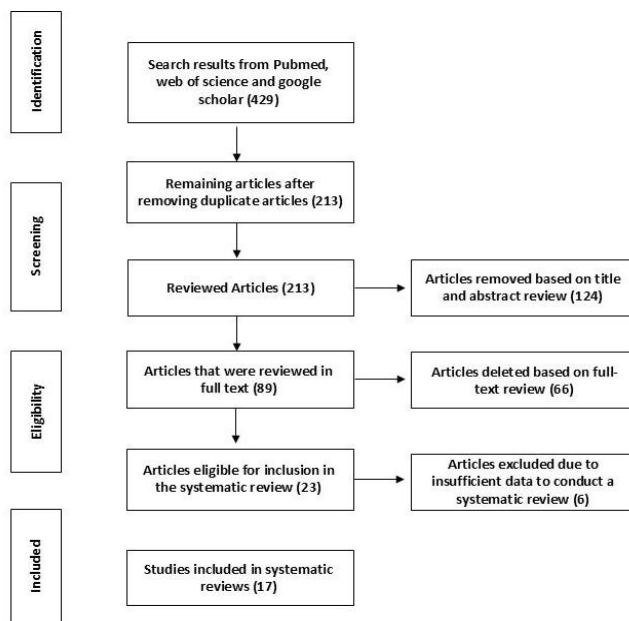 Identification
Search results from Pubmed,
web of science and google
scholar (429)
Screening
Remaining articles after
removing duplicate articles (213)
Reviewed Articles (213)
Articles removed based on title
and abstract review (124)
Eligibility
Articles that were reviewed in
full text (89)
Articles deleted based on full-
text review (66)
Articles eligible for inclusion in
the systematic review (23)
Articles excluded due to
insufficient data to conduct a
systematic review (6)
Included
Studies included in systematic
reviews (17)